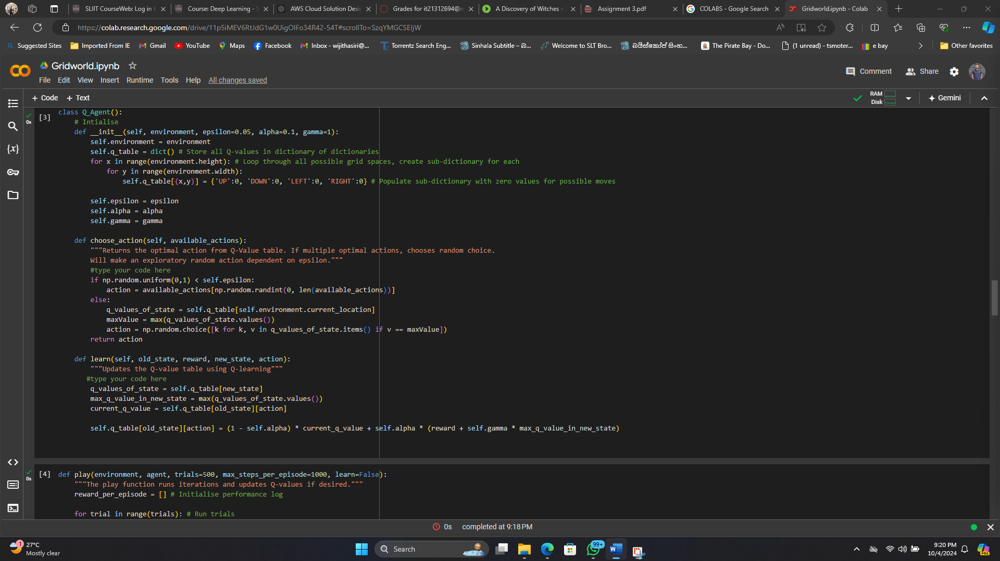 SLIIT CourseWeb: Log in t
Course: Deep Learning - S
AWS Cloud Solution Desi
Grades for it21312694@m
A Discovery of Witches -
Assignment 3.pdf
COLABS - Google Search
Gridworld.ipynb - Colab
https://colab.research.google.com/drive/11p5iMEV6RtJdG1w0UigOIFo34R42-54T#scrollTo=SzqYMGCSEljW
Suggested Sites
Imported From IE
Gmail
YouTube
Maps
Facebook
Inbox - wijithasiri@...
Torrentz Search Eng...
Sinhala Subtitle – බ...
Welcome to SLT Bro...
බයිස්කෝප් සිංහ...
The Pirate Bay - Do...
(1 unread) - tsmoter...
e bay
Other favorites
Gridworld.ipynb
File Edit View Insert Runtime Tools Help All changes saved
Comment
Share
+ Code + Text
RAM
Disk
Gemini
0s
[3]
class Q_Agent():
# Intialise
def __init__(self, environment, epsilon=0.05, alpha=0.1, gamma=1):
self.environment = environment
self.q_table = dict() # Store all Q-values in dictionary of dictionaries
for x in range(environment.height): # Loop through all possible grid spaces, create sub-dictionary for each
for y in range(environment.width):
self.q_table[(x,y)] = {'UP':0, 'DOWN':0, 'LEFT':0, 'RIGHT':0} # Populate sub-dictionary with zero values for possible moves
self.epsilon = epsilon
self.alpha = alpha
self.gamma = gamma
def choose_action(self, available_actions):
"""Returns the optimal action from Q-Value table. If multiple optimal actions, chooses random choice.
Will make an exploratory random action dependent on epsilon."""
#type your code here
if np.random.uniform(0,1) < self.epsilon:
action = available_actions[np.random.randint(0, len(available_actions))]
else:
q_values_of_state = self.q_table[self.environment.current_location]
maxValue = max(q_values_of_state.values())
action = np.random.choice([k for k, v in q_values_of_state.items() if v == maxValue])
return action
def learn(self, old_state, reward, new_state, action):
"""Updates the Q-value table using Q-learning"""
#type your code here
q_values_of_state = self.q_table[new_state]
max_q_value_in_new_state = max(q_values_of_state.values())
current_q_value = self.q_table[old_state][action]
self.q_table[old_state][action] = (1 - self.alpha) * current_q_value + self.alpha * (reward + self.gamma * max_q_value_in_new_state)
0s
[4]
def play(environment, agent, trials=500, max_steps_per_episode=1000, learn=False):
"""The play function runs iterations and updates Q-values if desired."""
reward_per_episode = [] # Initialise performance log
for trial in range(trials): # Run trials
0s completed at 9:18 PM
1
27°C
Mostly clear
Search
99+
9:20 PM
10/4/2024
PRE